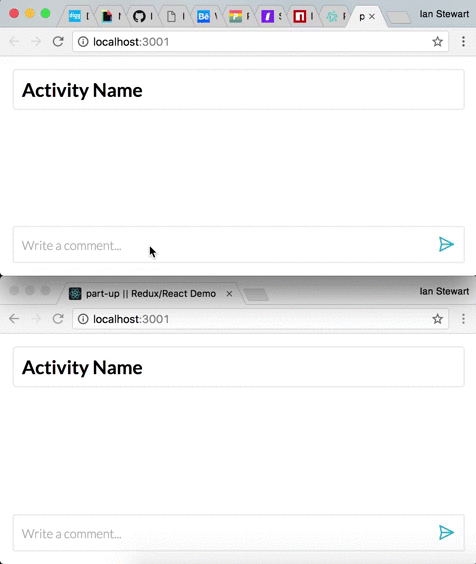 Ian Stewart
localhost:3001
Activity Name
Write a comment...
part-up || Redux/React Demo
Ian Stewart
localhost:3001
Activity Name
Write a comment...